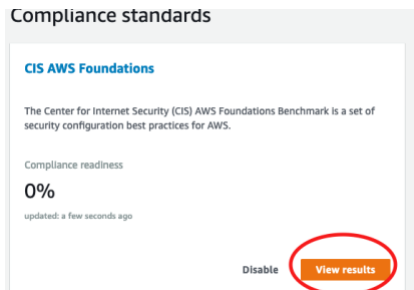 Compliance standards
CIS AWS Foundations
The Center for Internet Security (CIS) AWS Foundations Benchmark is a set of
security configuration best practices for AWS.
Compliance readiness
0%
updated: a few seconds ago
Disable
View results